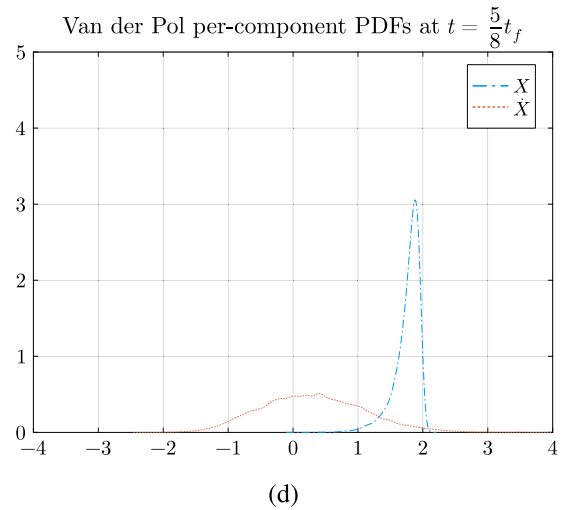 Van der Pol per-component PDFs at t = 5/8 t_f
5
4
3
2
1
0
X
Ẋ
−4 −3 −2 −1 0 1 2 3 4
(d)